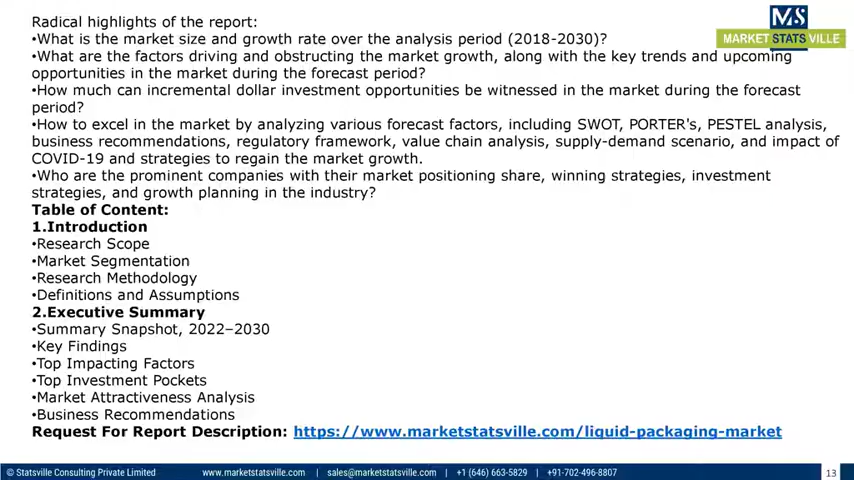 MS
MARKET STATS VILLE
Radical highlights of the report:
•What is the market size and growth rate over the analysis period (2018-2030)?
•What are the factors driving and obstructing the market growth, along with the key trends and upcoming
opportunities in the market during the forecast period?
•How much can incremental dollar investment opportunities be witnessed in the market during the forecast
period?
•How to excel in the market by analyzing various forecast factors, including SWOT, PORTER's, PESTEL analysis,
business recommendations, regulatory framework, value chain analysis, supply-demand scenario, and impact of
COVID-19 and strategies to regain the market growth.
•Who are the prominent companies with their market positioning share, winning strategies, investment
strategies, and growth planning in the industry?
Table of Content:
1.Introduction
•Research Scope
•Market Segmentation
•Research Methodology
•Definitions and Assumptions
2.Executive Summary
•Summary Snapshot, 2022–2030
•Key Findings
•Top Impacting Factors
•Top Investment Pockets
•Market Attractiveness Analysis
•Business Recommendations
Request For Report Description: https://www.marketstatsville.com/liquid-packaging-market
© Statsville Consulting Private Limited www.marketstatsville.com | sales@marketstatsville.com | +1 (646) 663-5829 | +91-702-496-8807 13